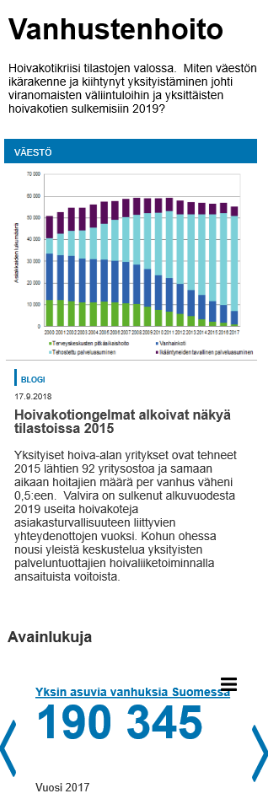 Vanhustenhoito
Hoivakotikriisi tilastojen valossa. Miten väestön
ikärakenne ja kiihtynyt yksityistäminen johti
viranomaisten väliintuloihin ja yksittäisten
hoivakotien sulkemisiin 2019?
VÄESTÖ
70 000
60 000
50 000
40 000
30 000
20 000
10 000
0
Asiakkaiden lukumäärä
2000 2001 2002 2003 2004 2005 2006 2007 2008 2009 2010 2011 2012 2013 2014 2015 2016 2017
Terveyskeskusten pitkäaikaishoito
Vanhainkoti
Tehostettu palveluasuminen
Ikääntyneiden tavallinen palveluasuminen
BLOGI
17.9.2018
Hoivakotiongelmat alkoivat näkyä
tilastoissa 2015
Yksityiset hoiva-alan yritykset ovat tehneet
2015 lähtien 92 yritysostoa ja samaan
aikaan hoitajien määrä per vanhus väheni
0,5:een. Valvira on sulkenut alkuvuodesta
2019 useita hoivakoteja
asiakasturvallisuuteen liittyvien
yhteydenottojen vuoksi. Kohun ohessa
nousi yleistä keskustelua yksityisten
palveluntuottajien hoivaliiketoiminnalla
ansaituista voitoista.
Avainlukuja
Yksin asuvia vanhuksia Suomessa
190 345
Vuosi 2017